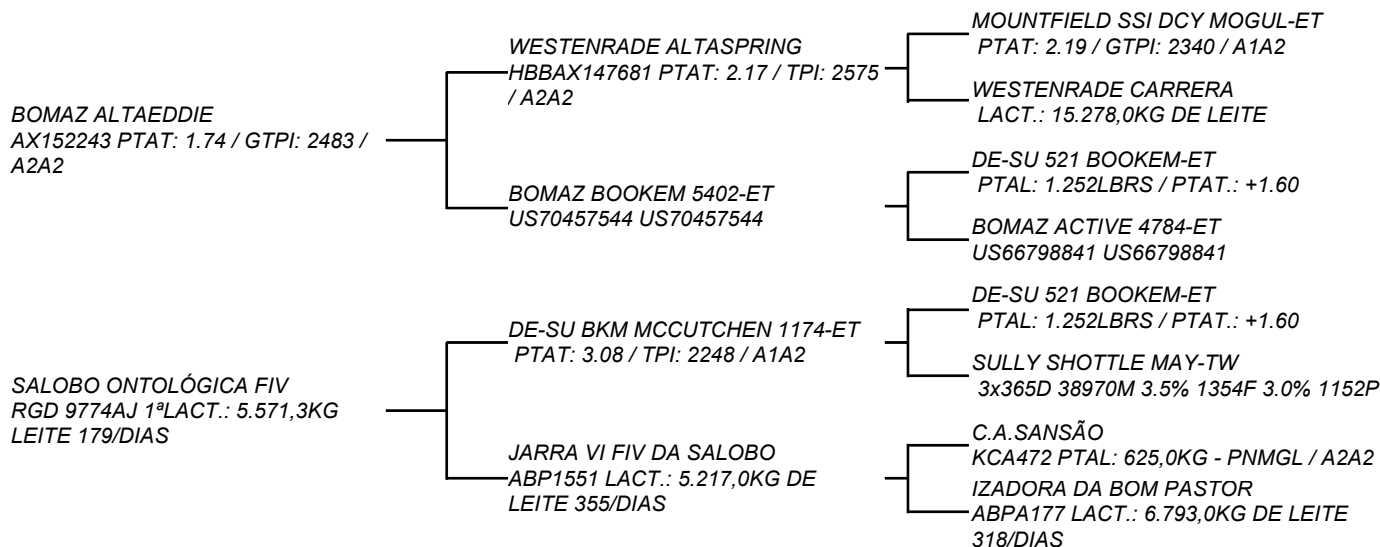 BOMAZ ALTAEDDIE
AX152243 PTAT: 1.74 / GTPI: 2483 /
A2A2
SALOBO ONTOLÓGICA FIV
RGD 9774AJ 1ªLACT.: 5.571,3KG
LEITE 179/DIAS
WESTENRADE ALTASPRING
HBBAX147681 PTAT: 2.17 / TPI: 2575
/ A2A2
BOMAZ BOOKEM 5402-ET
US70457544 US70457544
DE-SU BKM MCCUTCHEN 1174-ET
PTAT: 3.08 / TPI: 2248 / A1A2
JARRA VI FIV DA SALOBO
ABP1551 LACT.: 5.217,0KG DE
LEITE 355/DIAS
MOUNTFIELD SSI DCY MOGUL-ET
PTAT: 2.19 / GTPI: 2340 / A1A2
WESTENRADE CARRERA
LACT.: 15.278,0KG DE LEITE
DE-SU 521 BOOKEM-ET
PTAL: 1.252LBRS / PTAT.: +1.60
BOMAZ ACTIVE 4784-ET
US66798841 US66798841
DE-SU 521 BOOKEM-ET
PTAL: 1.252LBRS / PTAT.: +1.60
SULLY SHOTTLE MAY-TW
3x365D 38970M 3.5% 1354F 3.0% 1152P
C.A.SANSÃO
KCA472 PTAL: 625,0KG - PNMGL / A2A2
IZADORA DA BOM PASTOR
ABPA177 LACT.: 6.793,0KG DE LEITE
318/DIAS